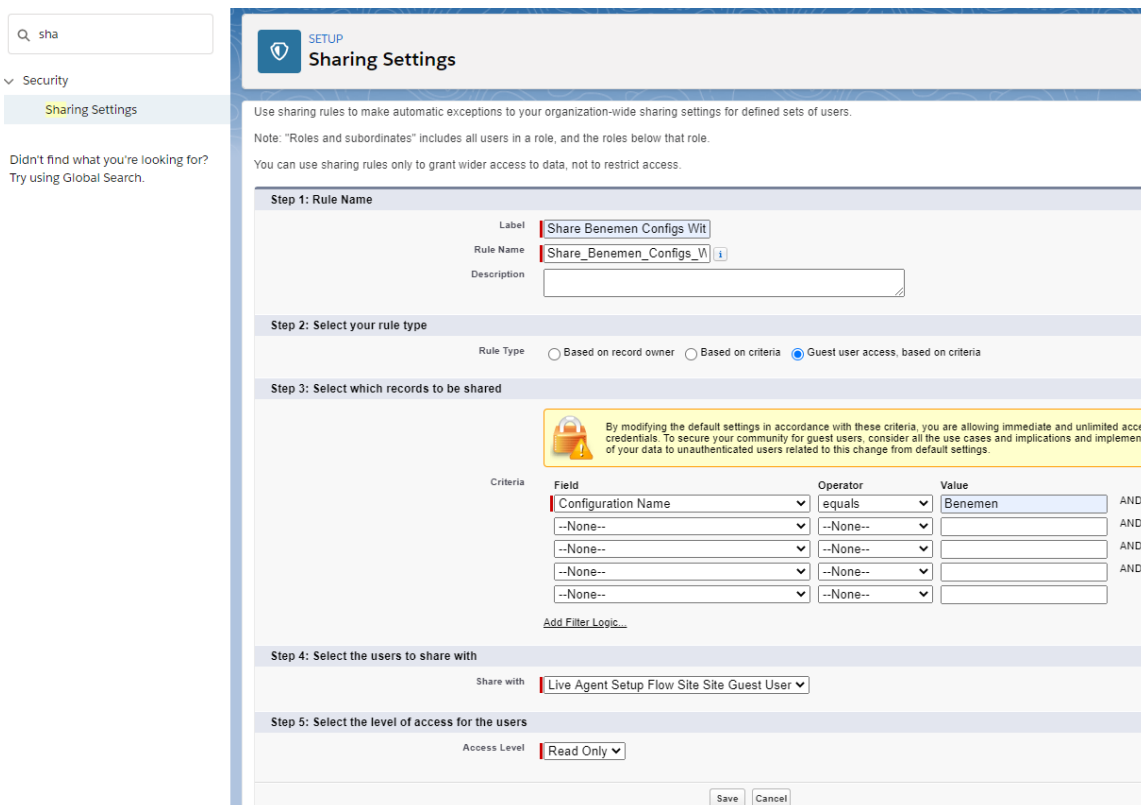 sha
Security
Sharing Settings
Didn't find what you're looking for?
Try using Global Search.
SETUP
Sharing Settings
Use sharing rules to make automatic exceptions to your organization-wide sharing settings for defined sets of users.
Note: "Roles and subordinates" includes all users in a role, and the roles below that role.
You can use sharing rules only to grant wider access to data, not to restrict access.
Step 1: Rule Name
Label Share Benemen Configs Wit
Rule Name Share_Benemen_Configs_W i
Description
Step 2: Select your rule type
Rule Type Based on record owner Based on criteria Guest user access, based on criteria
Step 3: Select which records to be shared
By modifying the default settings in accordance with these criteria, you are allowing immediate and unlimited acce
credentials. To secure your community for guest users, consider all the use cases and implications and implemen
of your data to unauthenticated users related to this change from default settings.
Criteria Field Operator Value
Configuration Name equals Benemen AND
--None-- --None-- AND
--None-- --None-- AND
--None-- --None-- AND
--None-- --None--
Add Filter Logic...
Step 4: Select the users to share with
Share with Live Agent Setup Flow Site Site Guest User
Step 5: Select the level of access for the users
Access Level Read Only
Save Cancel